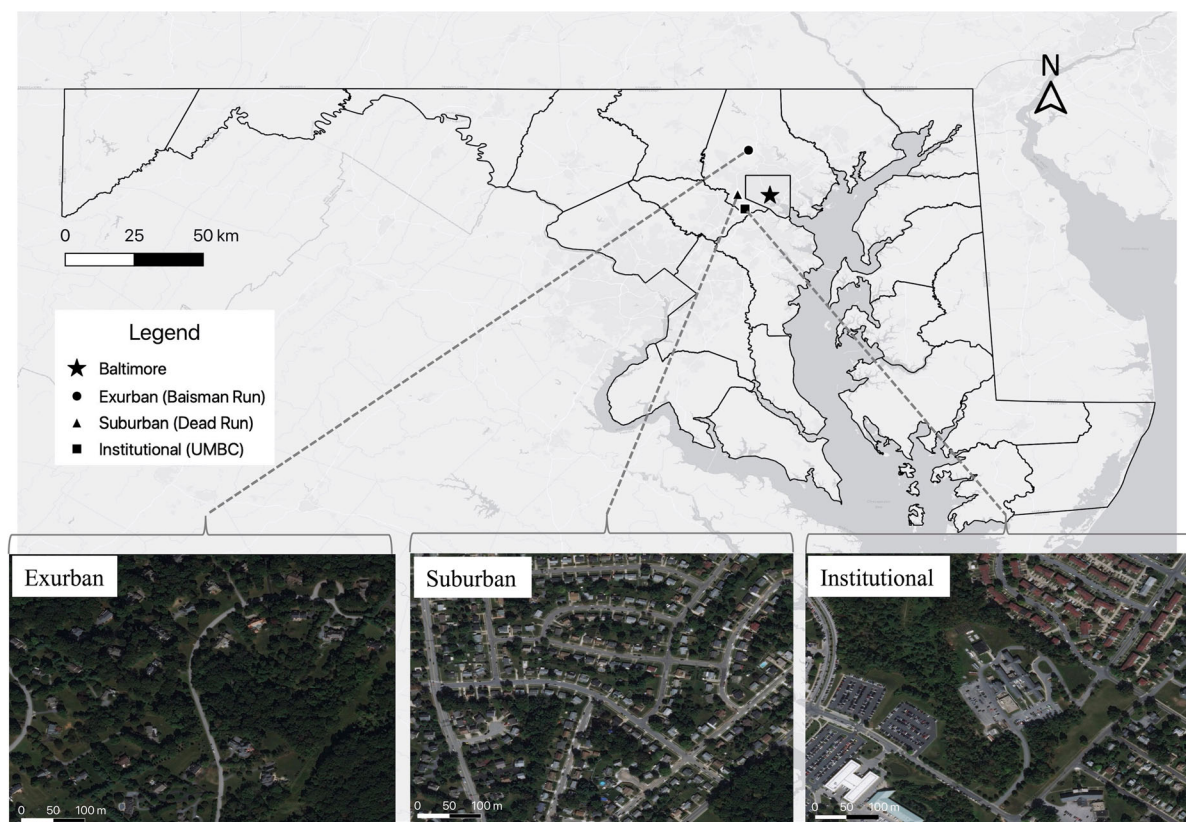 N
0 25 50 km
Legend
Baltimore
Exurban (Baisman Run)
Suburban (Dead Run)
Institutional (UMBC)
Exurban
Suburban
Institutional
0 50 100 m
0 50 100 m
0 50 100 m